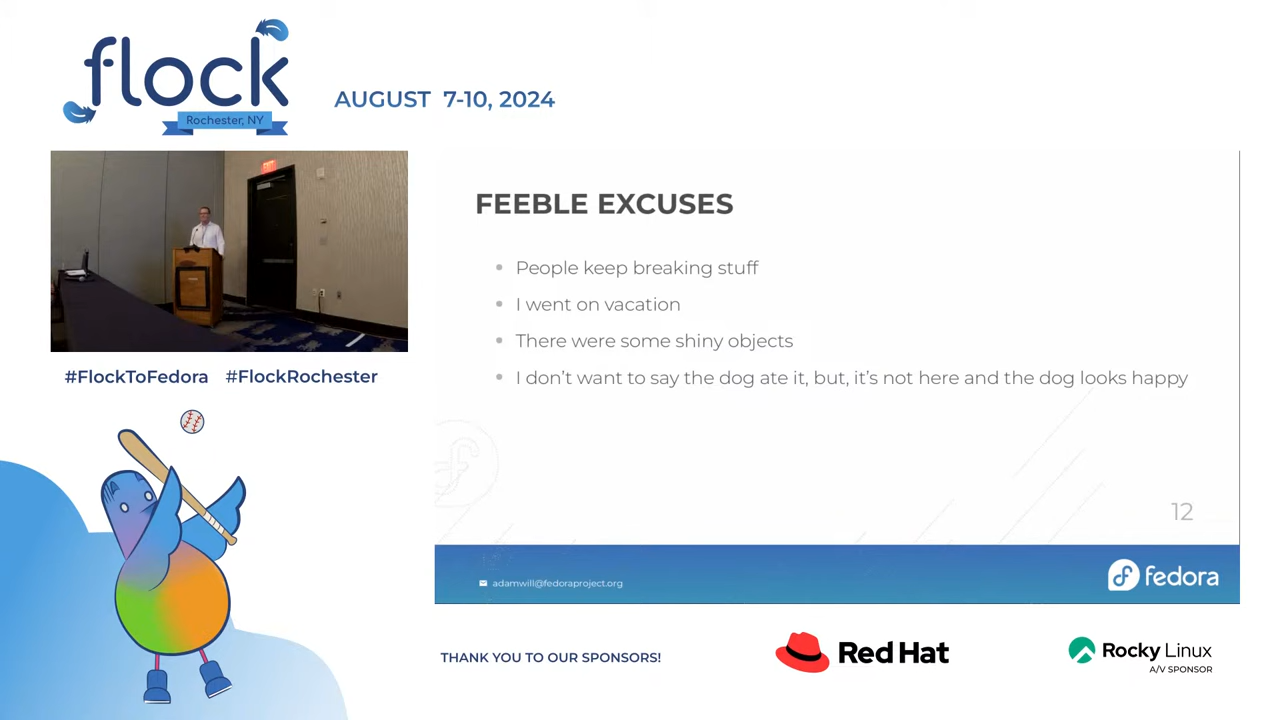 flock
Rochester, NY
AUGUST 7-10, 2024
EXIT
#FlockToFedora #FlockRochester
FEEBLE EXCUSES
People keep breaking stuff
I went on vacation
There were some shiny objects
I don't want to say the dog ate it, but, it's not here and the dog looks happy
12
adamwill@fedoraproject.org
fedora
THANK YOU TO OUR SPONSORS!
Red Hat
Rocky Linux
A/V SPONSOR